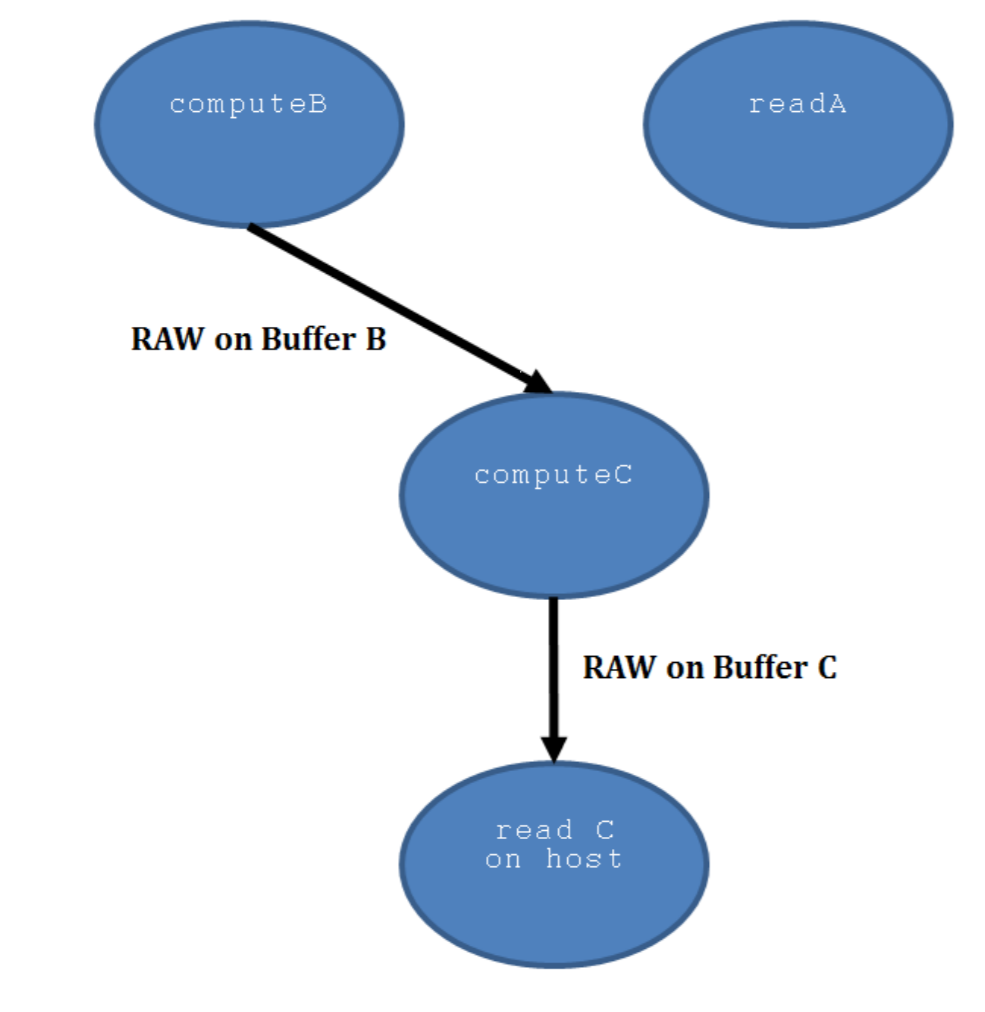 computeB
readA
RAW on Buffer B
computeC
RAW on Buffer C
read C
on host